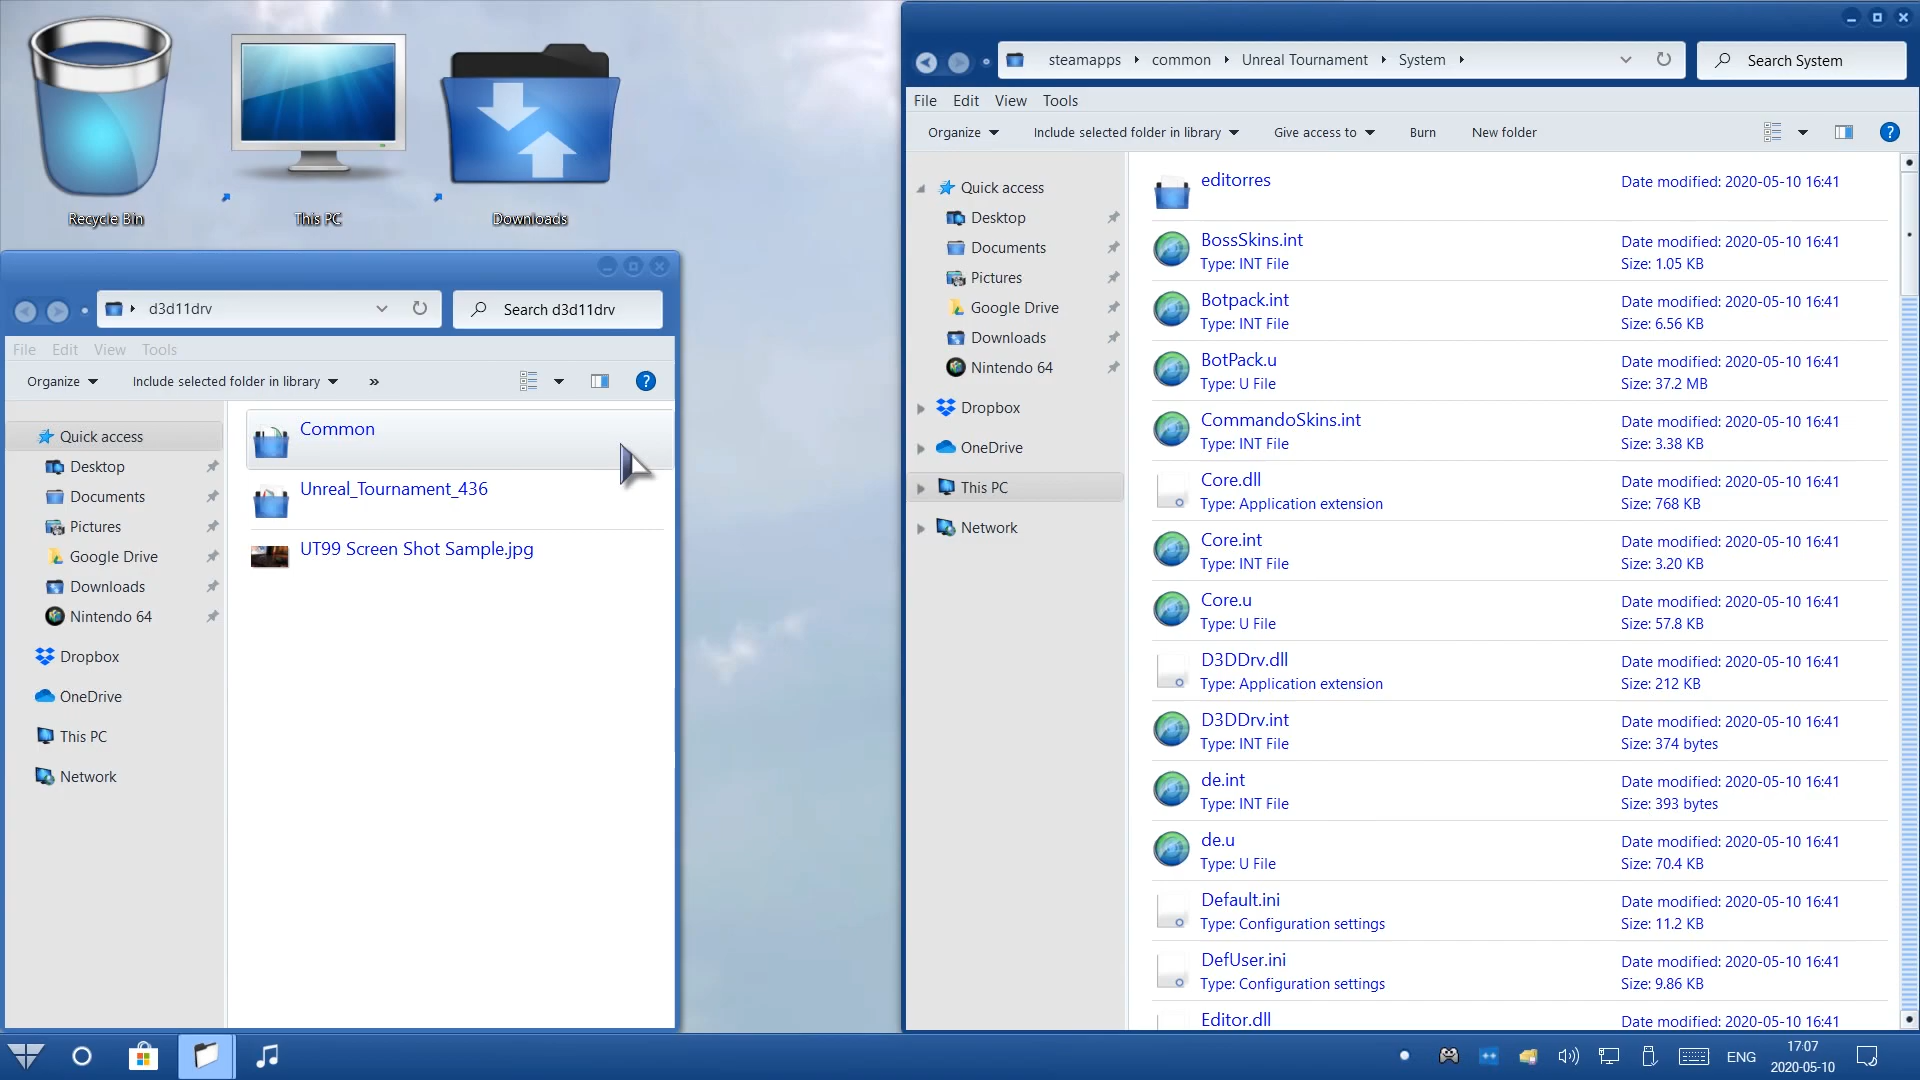 Recycle Bin
This PC
Downloads
d3d11drv
Search d3d11drv
File Edit View Tools
Organize Include selected folder in library »
Quick access
Desktop
Documents
Pictures
Google Drive
Downloads
Nintendo 64
Dropbox
OneDrive
This PC
Network
Common
Unreal_Tournament_436
UT99 Screen Shot Sample.jpg
steamapps common Unreal Tournament System
Search System
File Edit View Tools
Organize Include selected folder in library Give access to Burn New folder
Quick access
Desktop
Documents
Pictures
Google Drive
Downloads
Nintendo 64
Dropbox
OneDrive
This PC
Network
editorres Date modified: 2020-05-10 16:41
BossSkins.int Date modified: 2020-05-10 16:41
Type: INT File Size: 1.05 KB
Botpack.int Date modified: 2020-05-10 16:41
Type: INT File Size: 6.56 KB
BotPack.u Date modified: 2020-05-10 16:41
Type: U File Size: 37.2 MB
CommandoSkins.int Date modified: 2020-05-10 16:41
Type: INT File Size: 3.38 KB
Core.dll Date modified: 2020-05-10 16:41
Type: Application extension Size: 768 KB
Core.int Date modified: 2020-05-10 16:41
Type: INT File Size: 3.20 KB
Core.u Date modified: 2020-05-10 16:41
Type: U File Size: 57.8 KB
D3DDrv.dll Date modified: 2020-05-10 16:41
Type: Application extension Size: 212 KB
D3DDrv.int Date modified: 2020-05-10 16:41
Type: INT File Size: 374 bytes
de.int Date modified: 2020-05-10 16:41
Type: INT File Size: 393 bytes
de.u Date modified: 2020-05-10 16:41
Type: U File Size: 70.4 KB
Default.ini Date modified: 2020-05-10 16:41
Type: Configuration settings Size: 11.2 KB
DefUser.ini Date modified: 2020-05-10 16:41
Type: Configuration settings Size: 9.86 KB
Editor.dll Date modified: 2020-05-10 16:41
ENG
17:07
2020-05-10